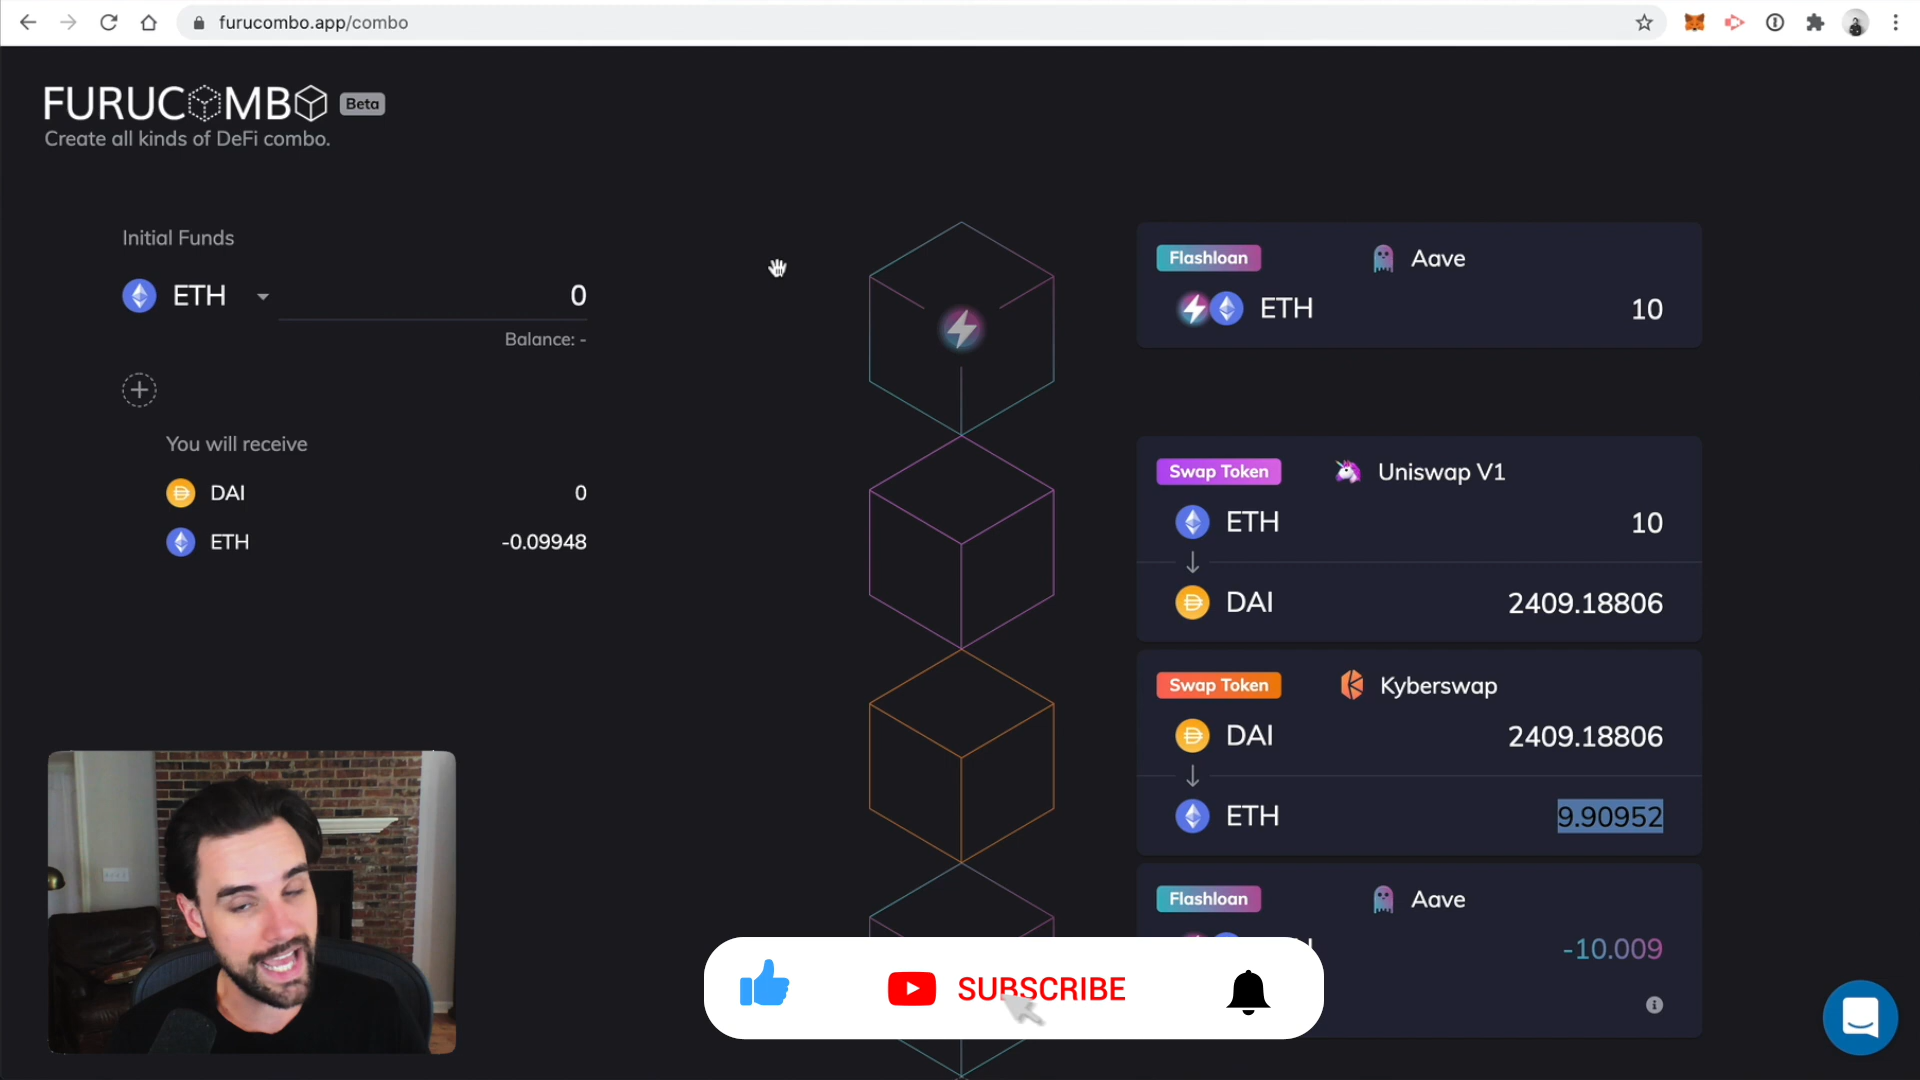 furucombo.app/combo
FURUCOMBO Beta
Create all kinds of DeFi combo.
Initial Funds
ETH 0
Balance: -
You will receive
DAI 0
ETH -0.09948
Flashloan Aave
ETH 10
Swap Token Uniswap V1
ETH 10
DAI 2409.18806
Swap Token Kyberswap
DAI 2409.18806
ETH 9.90952
Flashloan Aave
-10.009
SUBSCRIBE